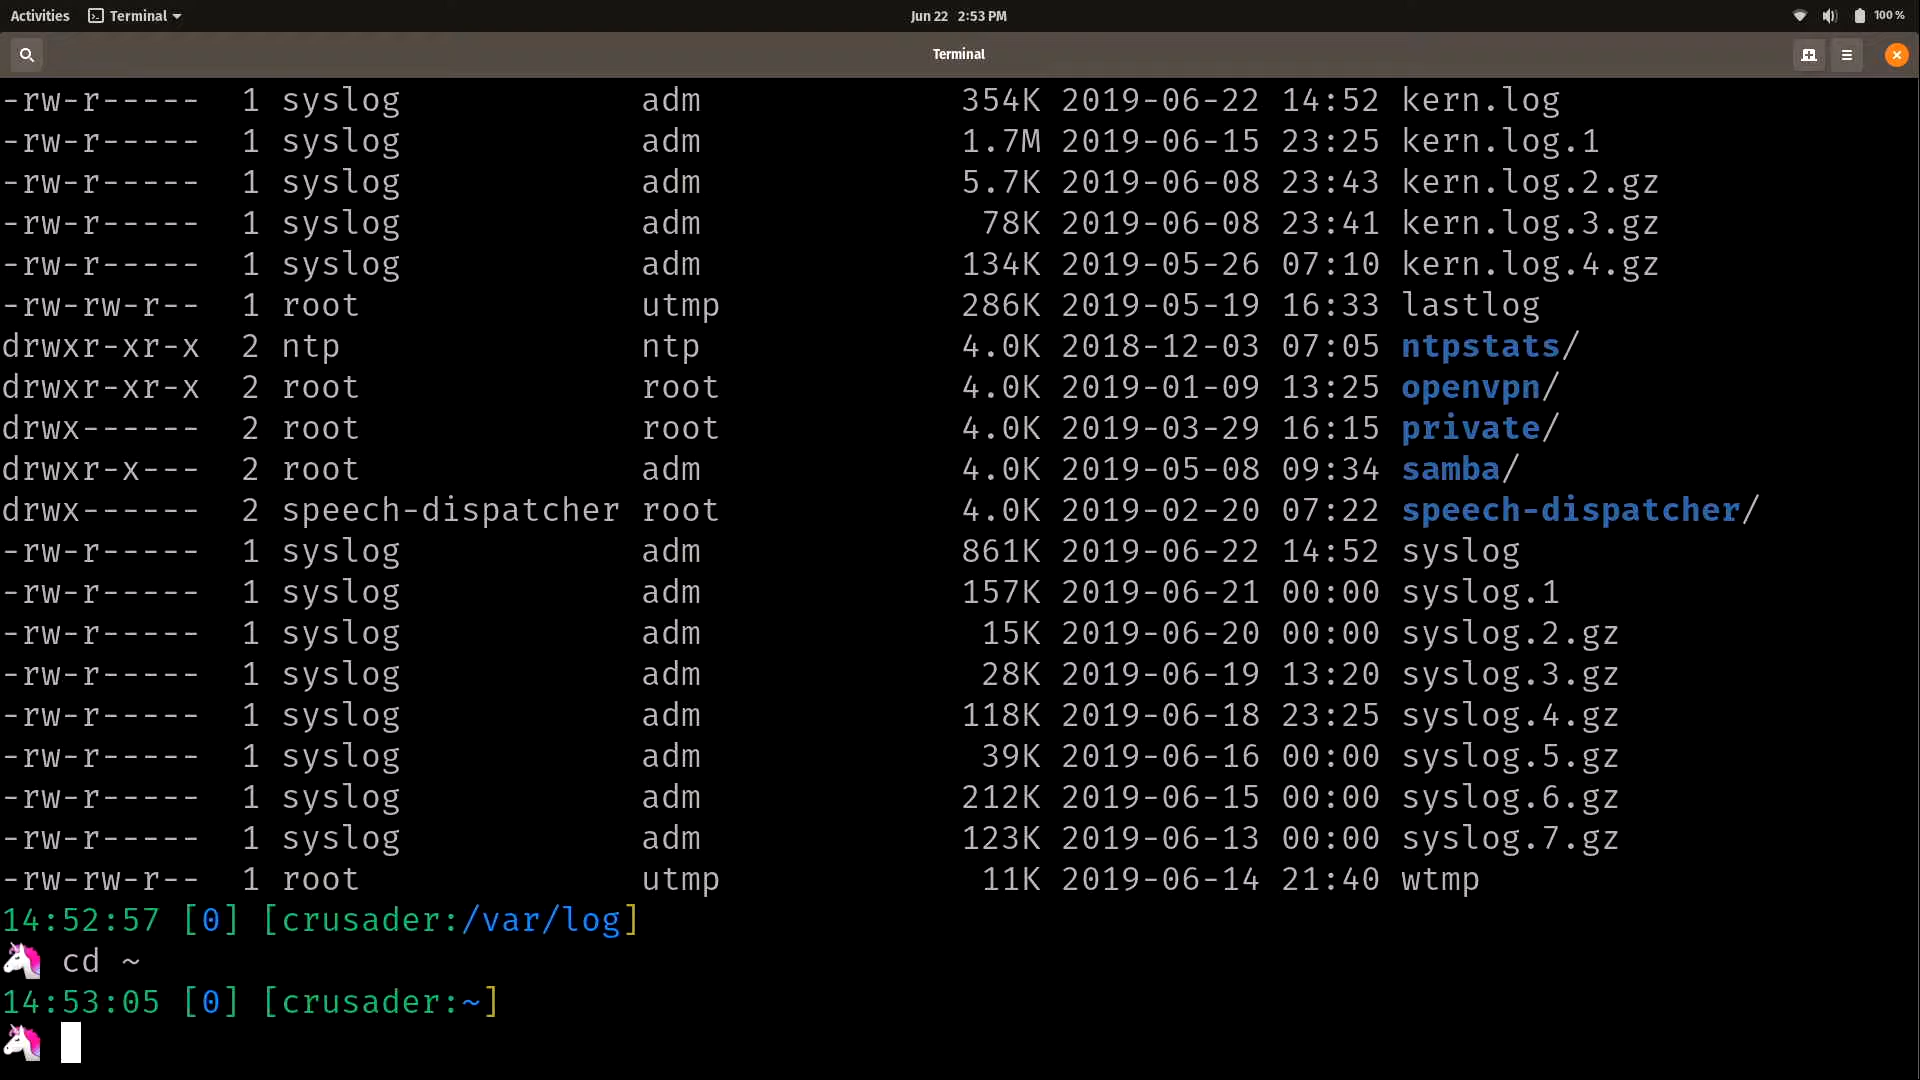 Activities Terminal Jun 22 2:53 PM 100 %
Terminal
-rw-r----- 1 syslog adm 354K 2019-06-22 14:52 kern.log
-rw-r----- 1 syslog adm 1.7M 2019-06-15 23:25 kern.log.1
-rw-r----- 1 syslog adm 5.7K 2019-06-08 23:43 kern.log.2.gz
-rw-r----- 1 syslog adm 78K 2019-06-08 23:41 kern.log.3.gz
-rw-r----- 1 syslog adm 134K 2019-05-26 07:10 kern.log.4.gz
-rw-rw-r-- 1 root utmp 286K 2019-05-19 16:33 lastlog
drwxr-xr-x 2 ntp ntp 4.0K 2018-12-03 07:05 ntpstats/
drwxr-xr-x 2 root root 4.0K 2019-01-09 13:25 openvpn/
drwx------ 2 root root 4.0K 2019-03-29 16:15 private/
drwxr-x--- 2 root adm 4.0K 2019-05-08 09:34 samba/
drwx------ 2 speech-dispatcher root 4.0K 2019-02-20 07:22 speech-dispatcher/
-rw-r----- 1 syslog adm 861K 2019-06-22 14:52 syslog
-rw-r----- 1 syslog adm 157K 2019-06-21 00:00 syslog.1
-rw-r----- 1 syslog adm 15K 2019-06-20 00:00 syslog.2.gz
-rw-r----- 1 syslog adm 28K 2019-06-19 13:20 syslog.3.gz
-rw-r----- 1 syslog adm 118K 2019-06-18 23:25 syslog.4.gz
-rw-r----- 1 syslog adm 39K 2019-06-16 00:00 syslog.5.gz
-rw-r----- 1 syslog adm 212K 2019-06-15 00:00 syslog.6.gz
-rw-r----- 1 syslog adm 123K 2019-06-13 00:00 syslog.7.gz
-rw-rw-r-- 1 root utmp 11K 2019-06-14 21:40 wtmp
14:52:57 [0] [crusader:/var/log]
🦄 cd ~
14:53:05 [0] [crusader:~]
🦄